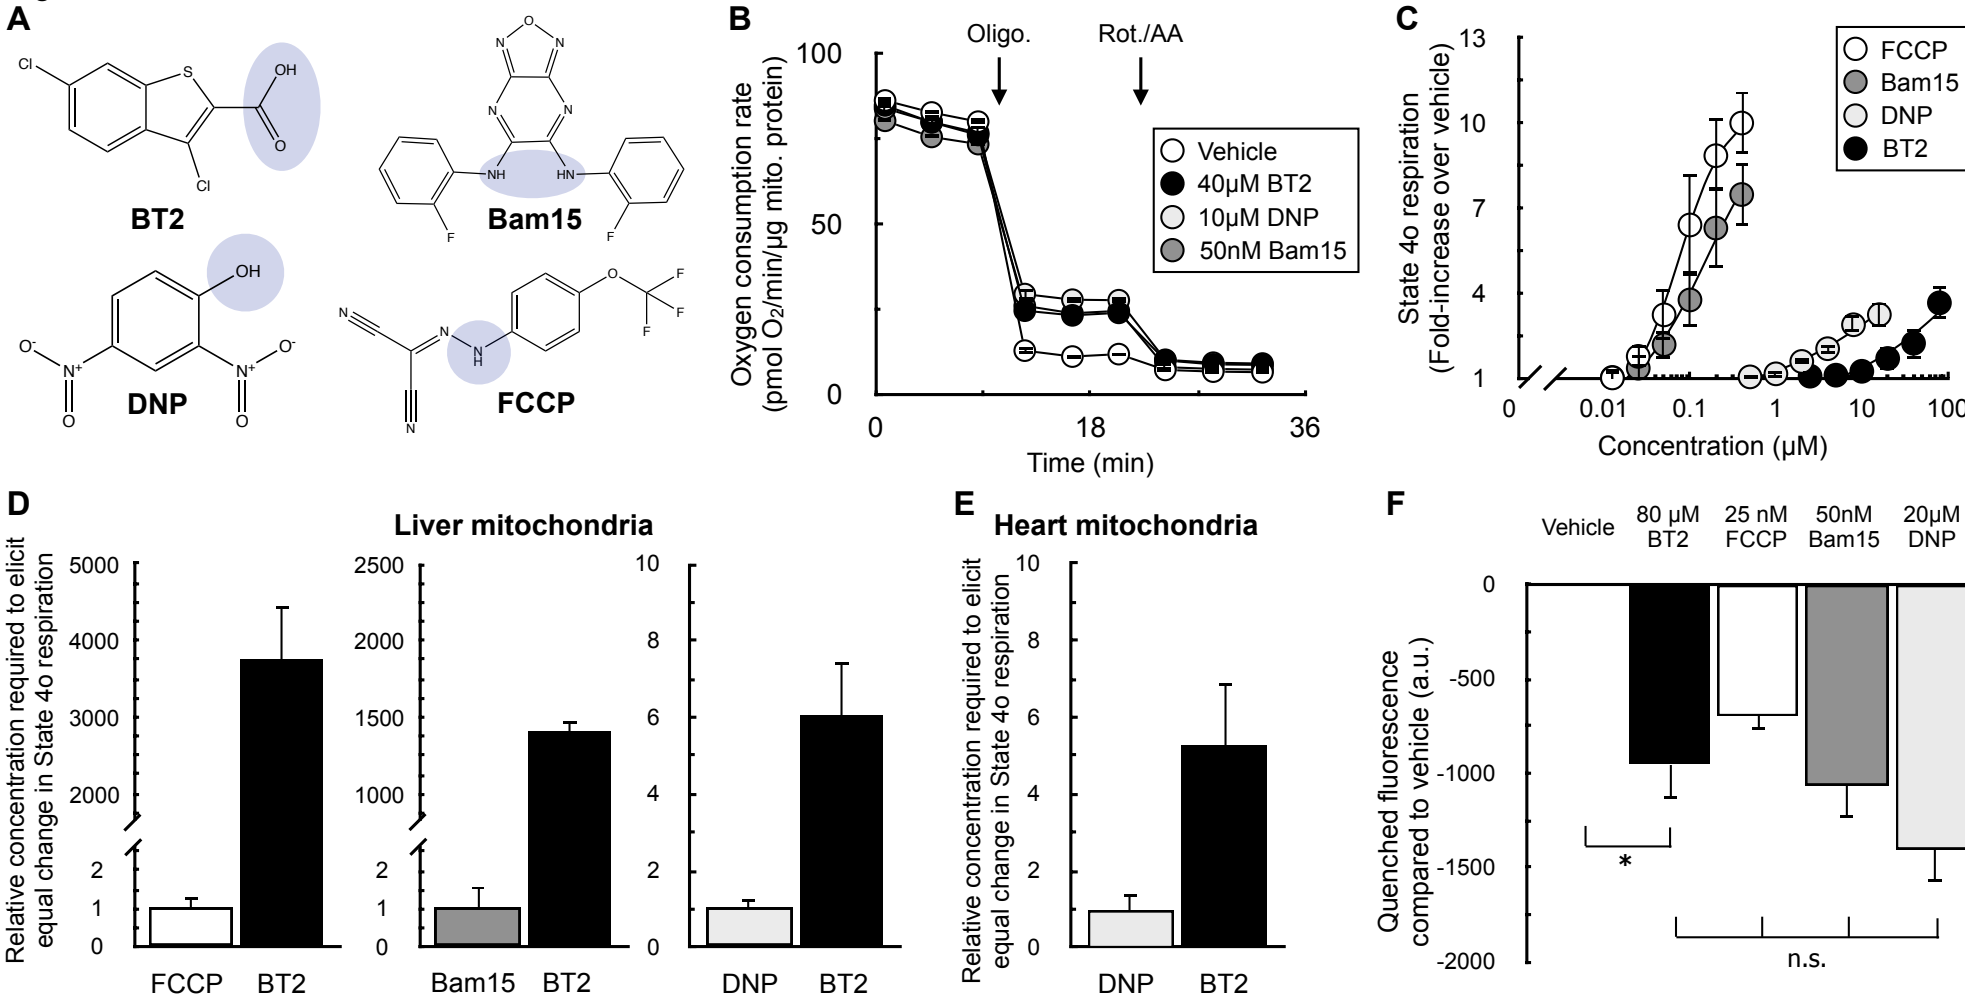 A
Cl
S
OH
O
Cl
BT2
O
N
N
N
N
NH
HN
F
F
Bam15
OH
O-
N+
O
N+
O-
O
DNP
N
N
N
H
N
O
F
F
F
FCCP
B
Oligo.
Rot./AA
Oxygen consumption rate
(pmol O2/min/µg mito. protein)
100
50
0
0
18
36
Time (min)
Vehicle
40µM BT2
10µM DNP
50nM Bam15
C
State 4o respiration
(Fold-increase over vehicle)
13
10
7
4
1
0
0.01
0.1
1
10
100
Concentration (µM)
FCCP
Bam15
DNP
BT2
D
Liver mitochondria
Relative concentration required to elicit
equal change in State 4o respiration
5000
4000
3000
2000
2
1
0
FCCP
BT2
2500
2000
1500
1000
2
1
0
Bam15
BT2
10
8
6
4
2
0
DNP
BT2
E
Heart mitochondria
Relative concentration required to elicit
equal change in State 4o respiration
10
8
6
4
2
0
DNP
BT2
F
Vehicle
80 µM
BT2
25 nM
FCCP
50nM
Bam15
20µM
DNP
Quenched fluorescence
compared to vehicle (a.u.)
0
-500
-1000
-1500
-2000
*
n.s.